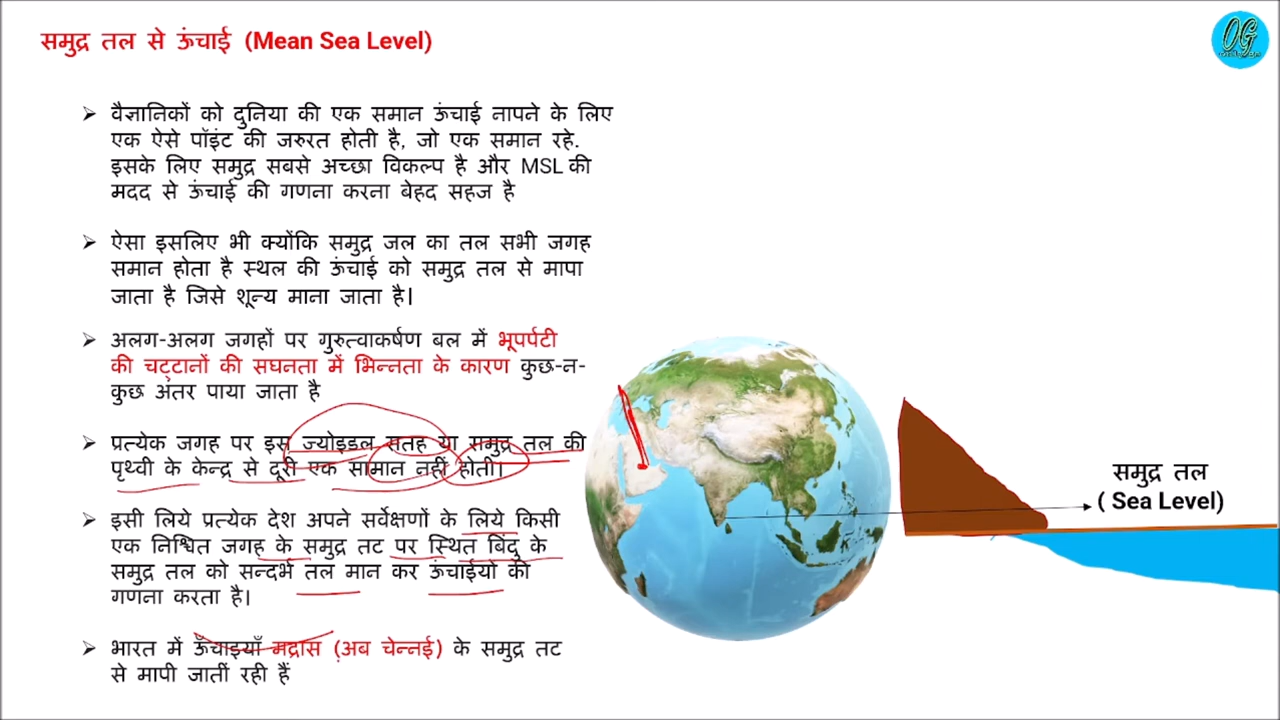 समुद्र तल से ऊंचाई (Mean Sea Level)
OG
➢ वैज्ञानिकों को दुनिया की एक समान ऊंचाई नापने के लिए
एक ऐसे पॉइंट की जरुरत होती है, जो एक समान रहे.
इसके लिए समुद्र सबसे अच्छा विकल्प है और MSL की
मदद से ऊंचाई की गणना करना बेहद सहज है
➢ ऐसा इसलिए भी क्योंकि समुद्र जल का तल सभी जगह
समान होता है स्थल की ऊंचाई को समुद्र तल से मापा
जाता है जिसे शून्य माना जाता है|
➢ अलग-अलग जगहों पर गुरुत्वाकर्षण बल में भूपर्पटी
की चट्टानों की सघनता में भिन्नता के कारण कुछ-न-
कुछ अंतर पाया जाता है
➢ प्रत्येक जगह पर इस ज्योइडल सतह या समुद्र तल की
पृथ्वी के केन्द्र से दूरी एक सामान नहीं होती।
➢ इसी लिये प्रत्येक देश अपने सर्वेक्षणों के लिये किसी
एक निश्चित जगह के समुद्र तट पर स्थित बिंदु के
समुद्र तल को सन्दर्भ तल मान कर ऊंचाईयों की
गणना करता है।
➢ भारत में ऊँचाइयाँ मद्रास (अब चेन्नई) के समुद्र तट
से मापी जातीं रही हैं
समुद्र तल
( Sea Level)